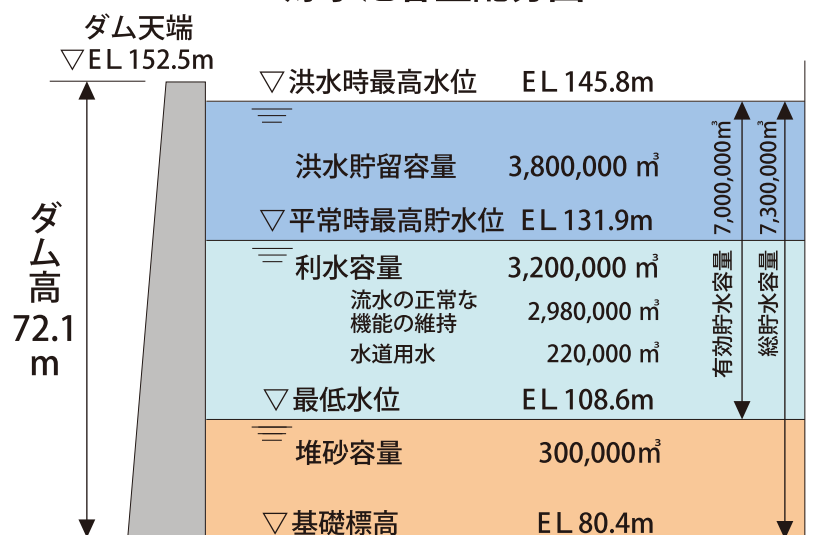 ダム天端
▽EL 152.5m
▽洪水時最高水位 EL 145.8m
洪水貯留容量 3,800,000 ㎥
▽平常時最高貯水位 EL 131.9m
利水容量 3,200,000 ㎥
流水の正常な
機能の維持 2,980,000 ㎥
水道用水 220,000 ㎥
▽最低水位 EL 108.6m
堆砂容量 300,000㎥
▽基礎標高 EL 80.4m
ダム高
72.1
m
有効貯水容量 7,000,000㎥
総貯水容量 7,300,000㎥